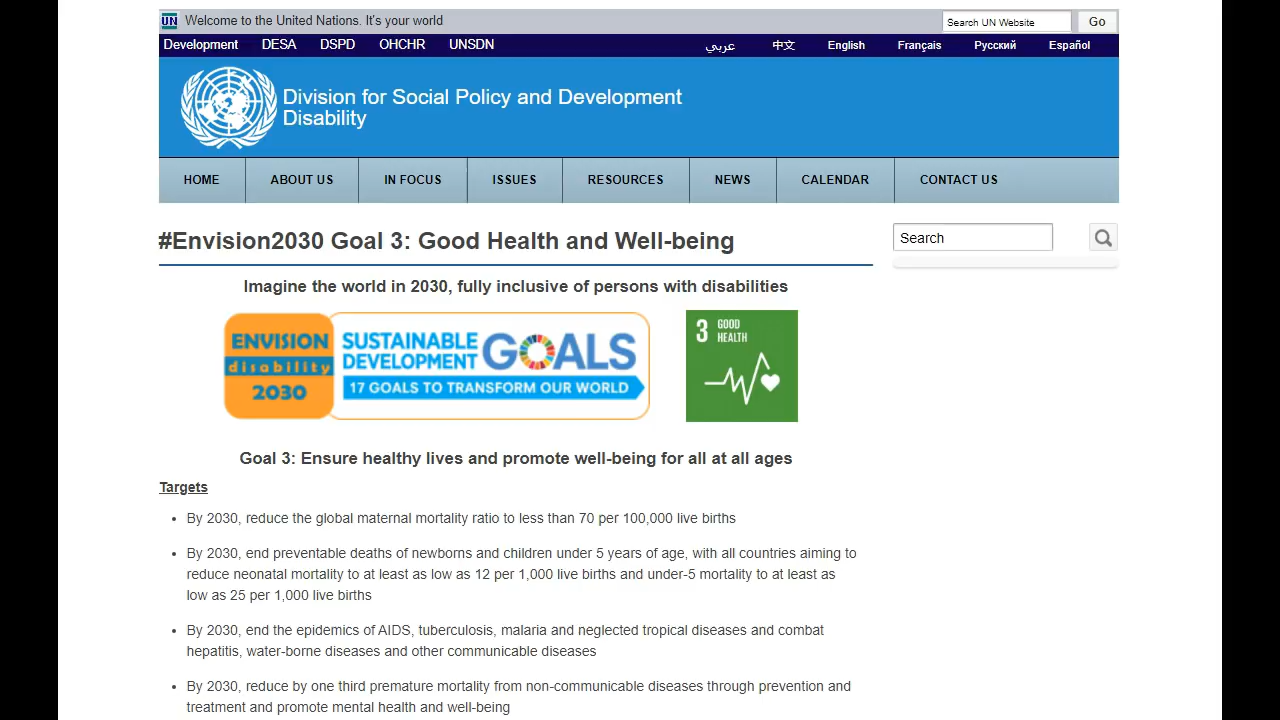 UN Welcome to the United Nations. It's your world
Search UN Website Go
Development DESA DSPD OHCHR UNSDN عربي 中文 English Français Русский Español
Division for Social Policy and Development
Disability
HOME ABOUT US IN FOCUS ISSUES RESOURCES NEWS CALENDAR CONTACT US
#Envision2030 Goal 3: Good Health and Well-being
Search
Imagine the world in 2030, fully inclusive of persons with disabilities
ENVISION
disability
2030
SUSTAINABLE
DEVELOPMENT
GOALS
17 GOALS TO TRANSFORM OUR WORLD
3 GOOD
HEALTH
Goal 3: Ensure healthy lives and promote well-being for all at all ages
Targets
• By 2030, reduce the global maternal mortality ratio to less than 70 per 100,000 live births
• By 2030, end preventable deaths of newborns and children under 5 years of age, with all countries aiming to
reduce neonatal mortality to at least as low as 12 per 1,000 live births and under-5 mortality to at least as
low as 25 per 1,000 live births
• By 2030, end the epidemics of AIDS, tuberculosis, malaria and neglected tropical diseases and combat
hepatitis, water-borne diseases and other communicable diseases
• By 2030, reduce by one third premature mortality from non-communicable diseases through prevention and
treatment and promote mental health and well-being